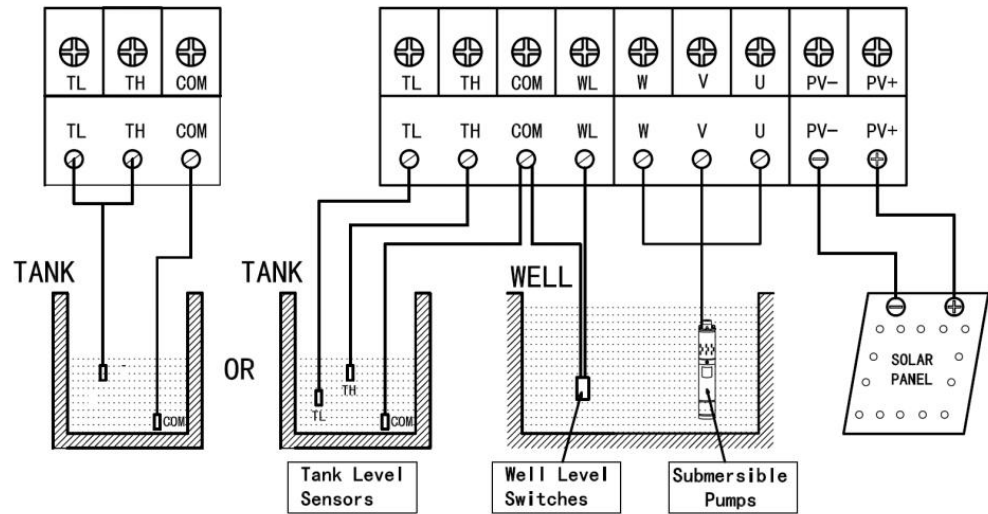 TL TH COM
TL TH COM
TL TH COM WL W V U PV- PV+
TL TH COM WL W V U PV- PV+
TANK
TANK
WELL
OR
TL
TH
COM
COM
SOLAR
PANEL
Tank Level
Sensors
Well Level
Switches
Submersible
Pumps